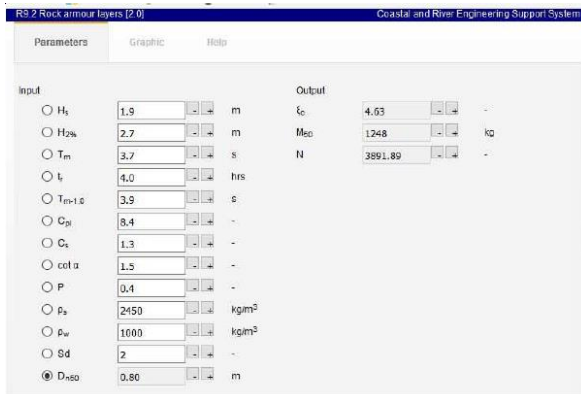 R9.2 Rock armour layers [2.0] Coastal and River Engineering Support System
Parameters Graphic Help
Input Output
Hs 1.9 - + m ξc 4.63 - + -
H2% 2.7 - + m M50 1248 - + kg
Tm 3.7 - + s N 3891.89 - + -
tr 4.0 - + hrs
Tm-1.0 3.9 - + s
Cpl 8.4 - + -
Cs 1.3 - + -
cot α 1.5 - + -
P 0.4 - + -
ρs 2450 - + kg/m³
ρw 1000 - + kg/m³
Sd 2 - + -
Dn50 0.80 - + m